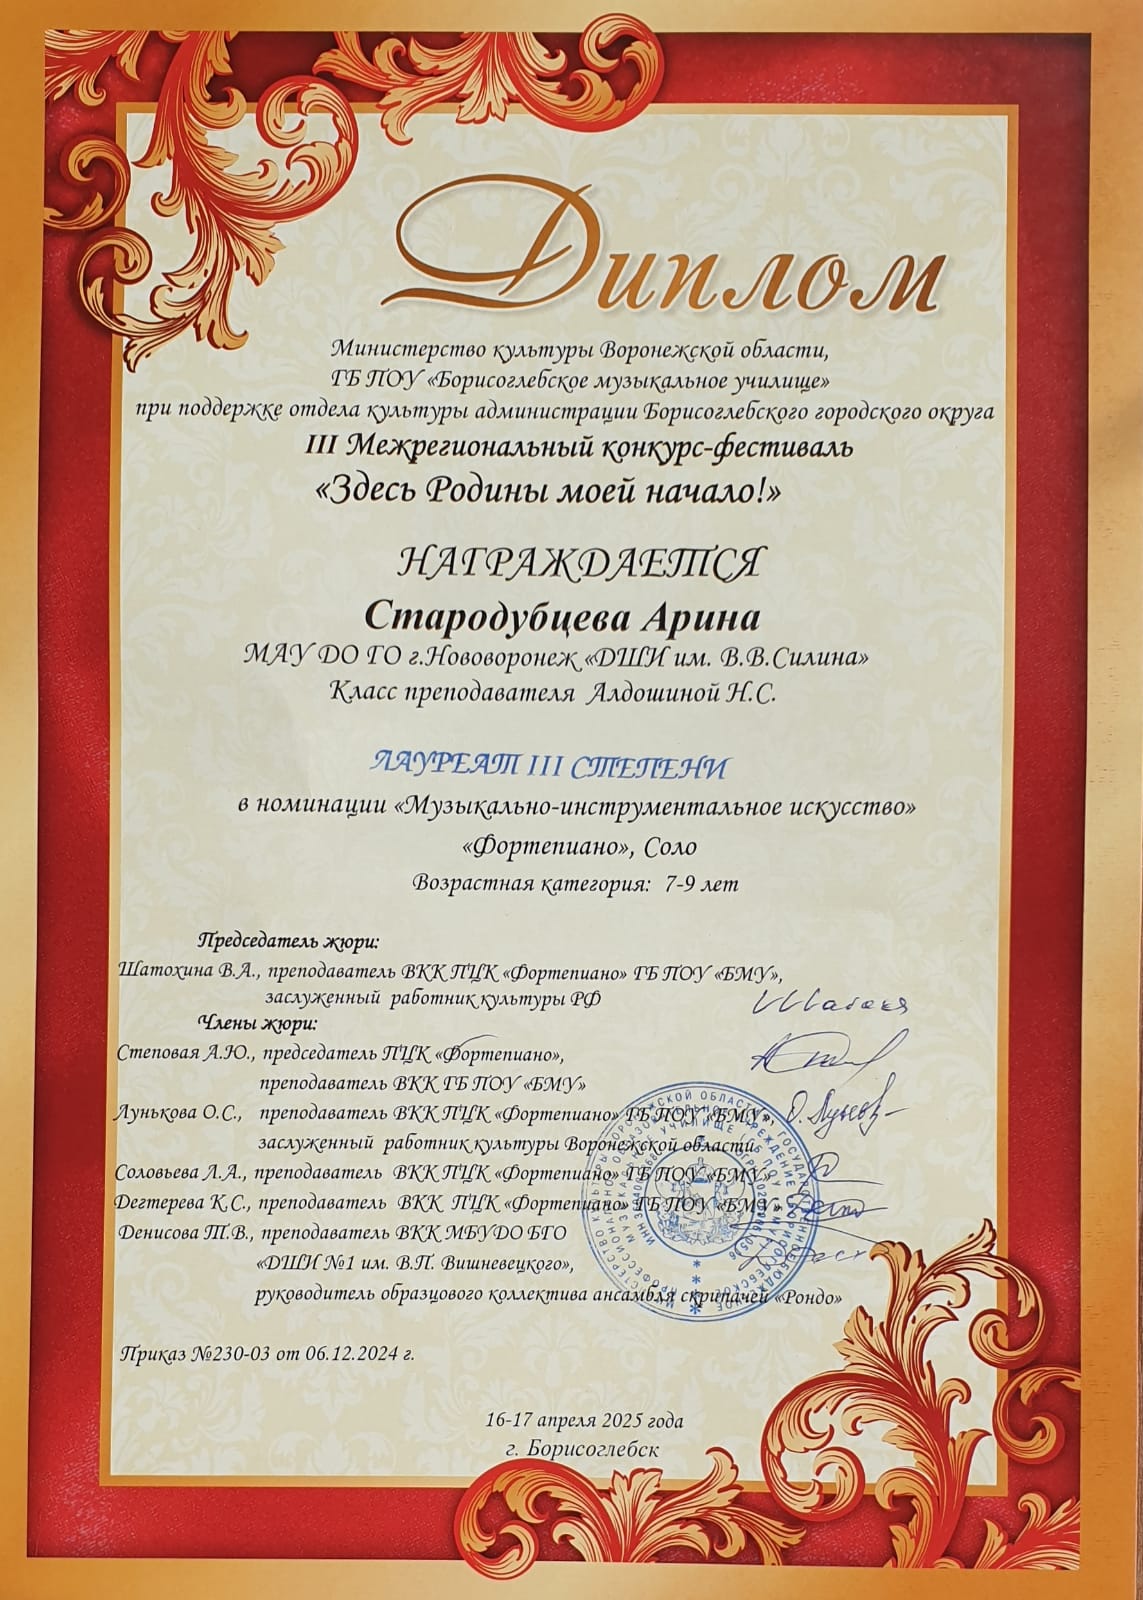 Диплом
Министерство культуры Воронежской области,
ГБ ПОУ «Борисоглебское музыкальное училище»
при поддержке отдела культуры администрации Борисоглебского городского округа
III Межрегиональный конкурс-фестиваль
«Здесь Родины моей начало!»
НАГРАЖДАЕТСЯ
Стародубцева Арина
МАУ ДО ГО г.Нововоронеж «ДШИ им. В.В.Силина»
Класс преподавателя Алдошиной Н.С.
ЛАУРЕАТ III СТЕПЕНИ
в номинации «Музыкально-инструментальное искусство»
«Фортепиано», Соло
Возрастная категория: 7-9 лет
Председатель жюри:
Шатохина В.А., преподаватель ВКК ПЦК «Фортепиано» ГБ ПОУ «БМУ»,
заслуженный работник культуры РФ
Члены жюри:
Степовая А.Ю., председатель ПЦК «Фортепиано»,
преподаватель ВКК ГБ ПОУ «БМУ»
Лунькова О.С., преподаватель ВКК ПЦК «Фортепиано» ГБ ПОУ «БМУ»,
заслуженный работник культуры Воронежской области
Соловьева Л.А., преподаватель ВКК ПЦК «Фортепиано» ГБ ПОУ «БМУ»
Дегтерева К.С., преподаватель ВКК ПЦК «Фортепиано» ГБ ПОУ «БМУ»
Денисова Т.В., преподаватель ВКК МБУДО БГО
«ДШИ №1 им. В.П. Вишневецкого»,
руководитель образцового коллектива ансамбля скрипачей «Рондо»
Приказ №230-03 от 06.12.2024 г.
16-17 апреля 2025 года
г. Борисоглебск